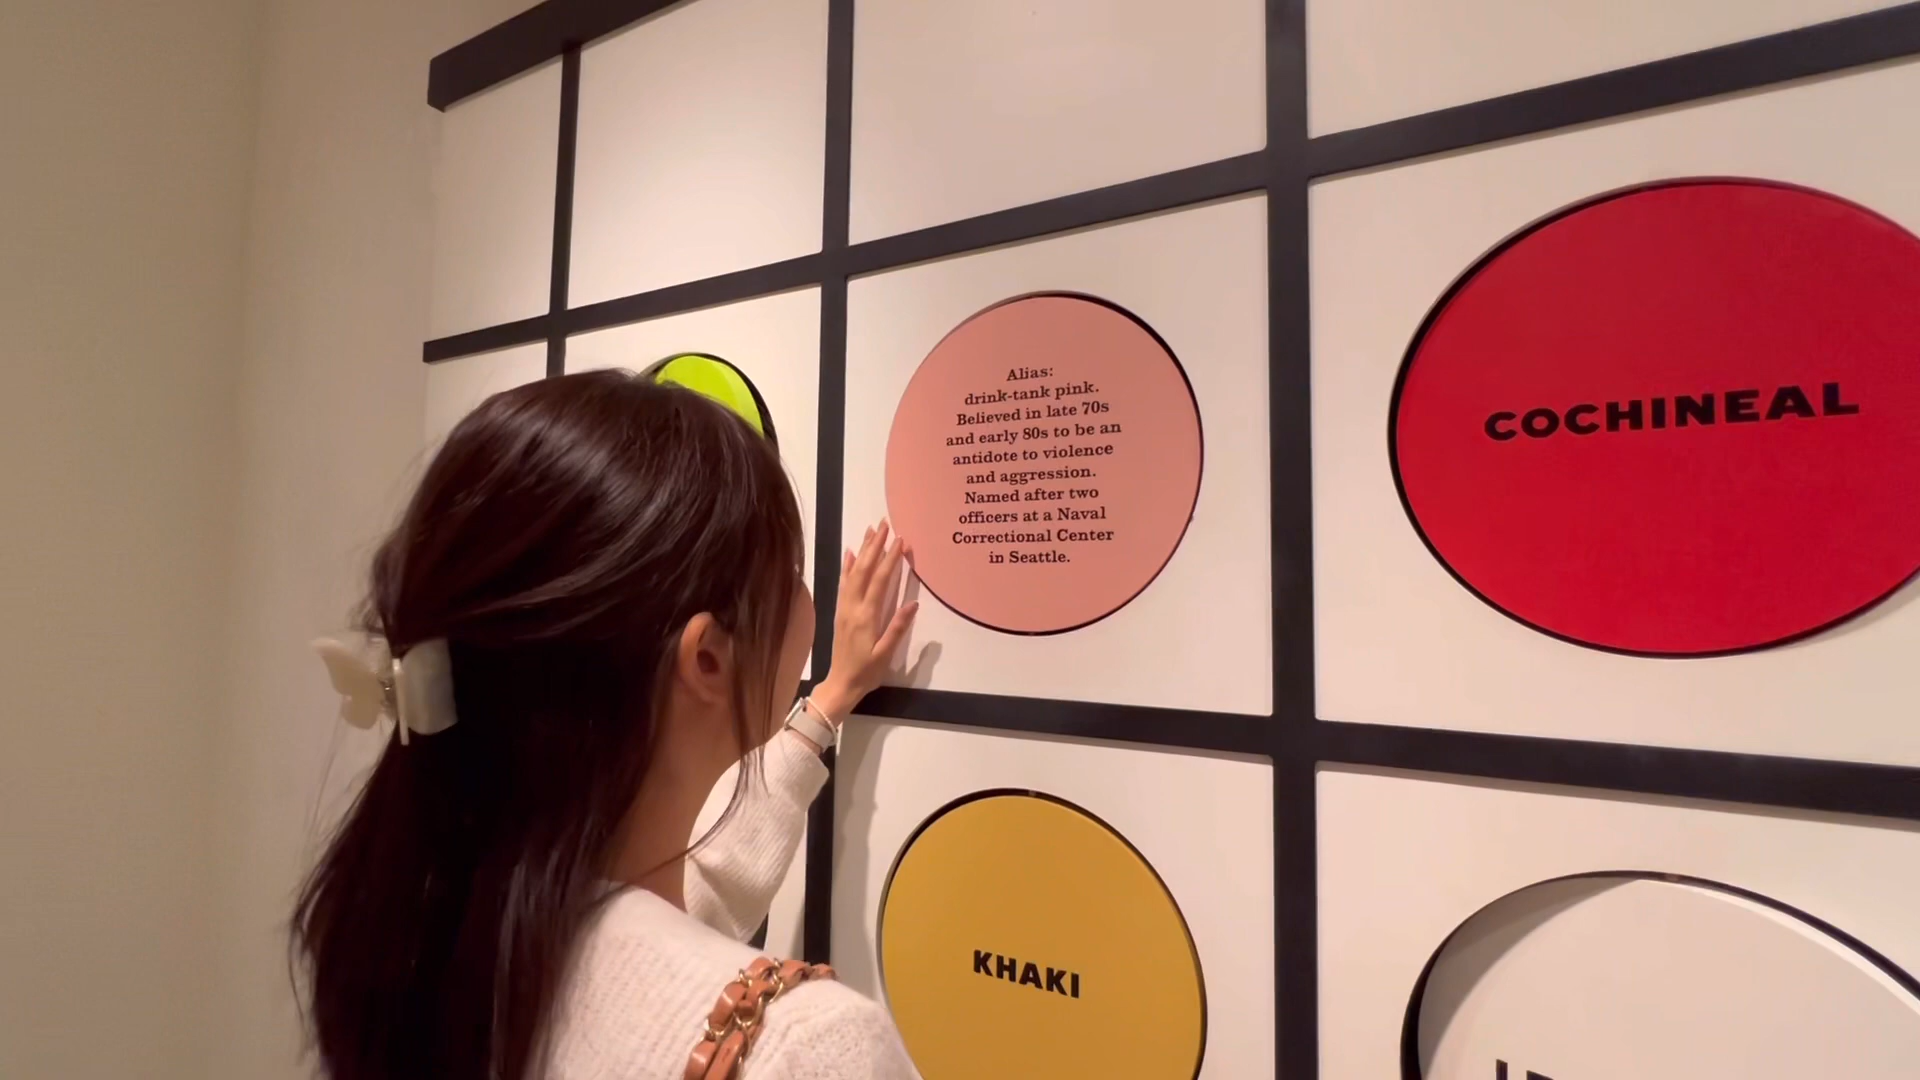 Alias:
drink-tank pink.
Believed in late 70s
and early 80s to be an
antidote to violence
and aggression.
Named after two
officers at a Naval
Correctional Center
in Seattle.
COCHINEAL
KHAKI